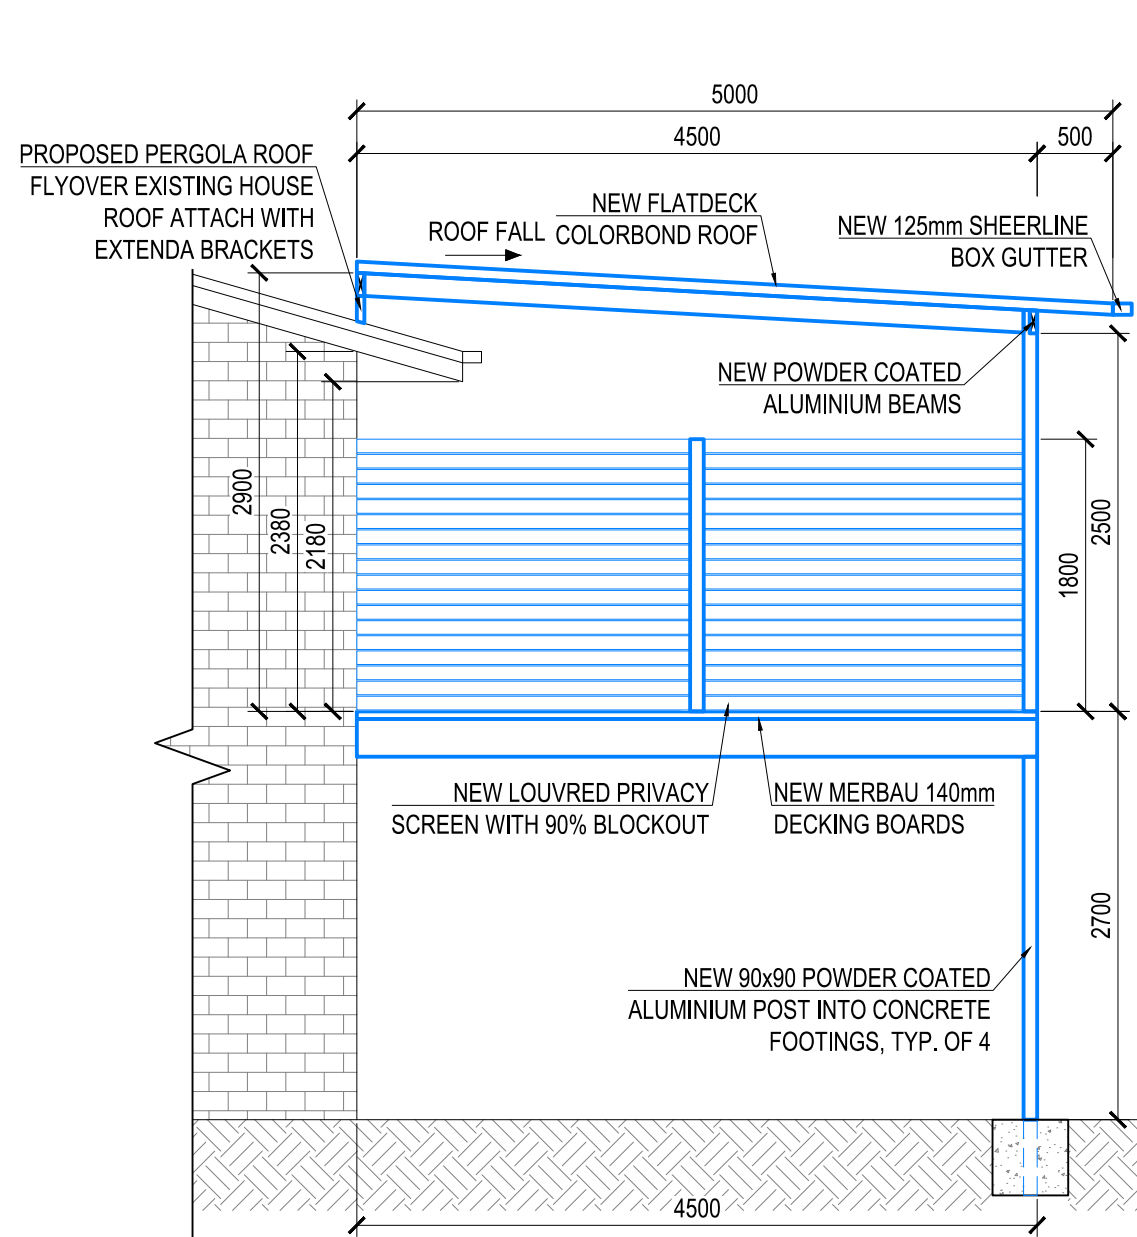 5000
4500
500
PROPOSED PERGOLA ROOF
FLYOVER EXISTING HOUSE
ROOF ATTACH WITH
EXTENDA BRACKETS
ROOF FALL
NEW FLATDECK
COLORBOND ROOF
NEW 125mm SHEERLINE
BOX GUTTER
NEW POWDER COATED
ALUMINIUM BEAMS
2900
2380
2180
1800
2500
NEW LOUVRED PRIVACY
SCREEN WITH 90% BLOCKOUT
NEW MERBAU 140mm
DECKING BOARDS
2700
NEW 90x90 POWDER COATED
ALUMINIUM POST INTO CONCRETE
FOOTINGS, TYP. OF 4
4500